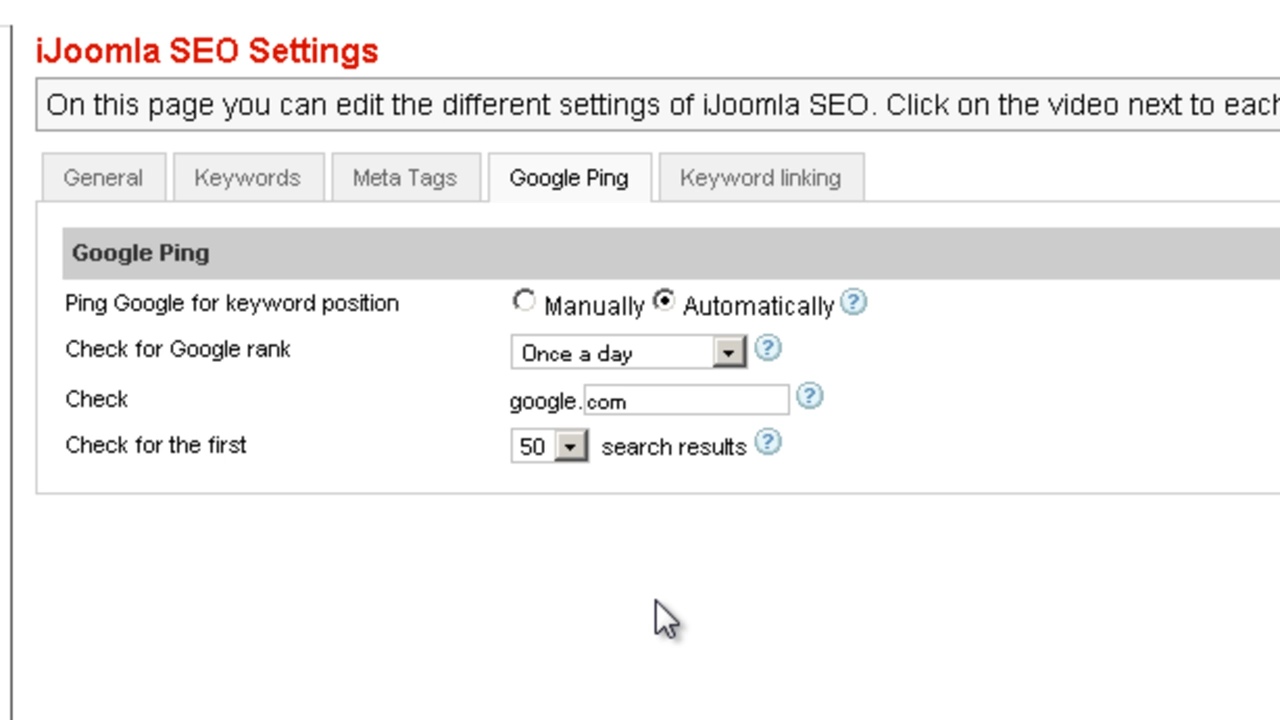 iJoomla SEO Settings
On this page you can edit the different settings of iJoomla SEO. Click on the video next to each
General Keywords Meta Tags Google Ping Keyword linking
Google Ping
Ping Google for keyword position Manually Automatically ?
Check for Google rank Once a day ?
Check google.com ?
Check for the first 50 search results ?